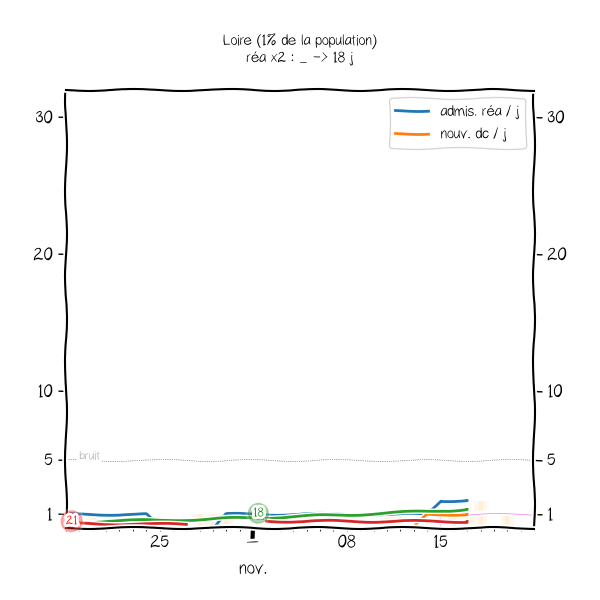 Loire (1% de la population)
réa x2 : _ -> 18 j
admis. réa / j
nouv. dc / j
30
30
20
20
10
10
5
bruit
5
1
21
18
1
25
08
15
nov.